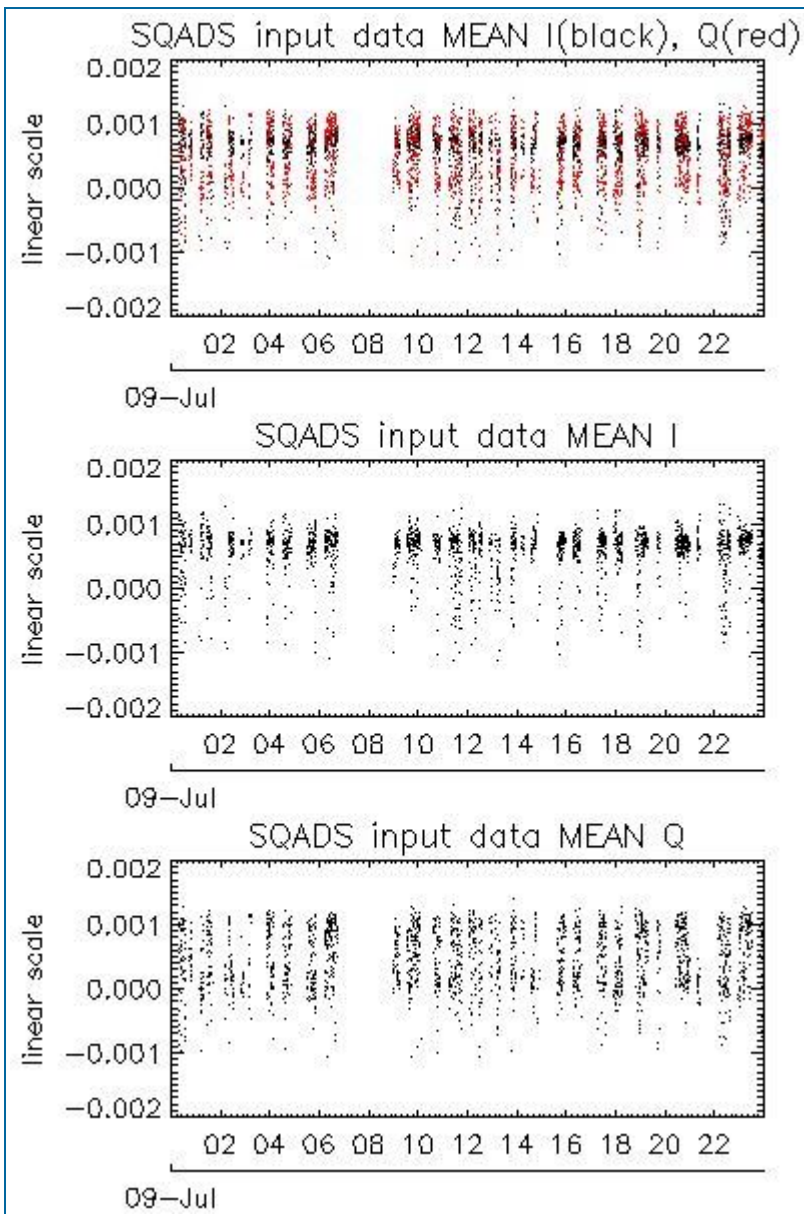 SQADS input data MEAN I(black), Q(red)
linear scale
0.002
0.001
0.000
-0.001
-0.002
02 04 06 08 10 12 14 16 18 20 22
09-Jul
SQADS input data MEAN I
linear scale
0.002
0.001
0.000
-0.001
-0.002
02 04 06 08 10 12 14 16 18 20 22
09-Jul
SQADS input data MEAN Q
linear scale
0.002
0.001
0.000
-0.001
-0.002
02 04 06 08 10 12 14 16 18 20 22
09-Jul